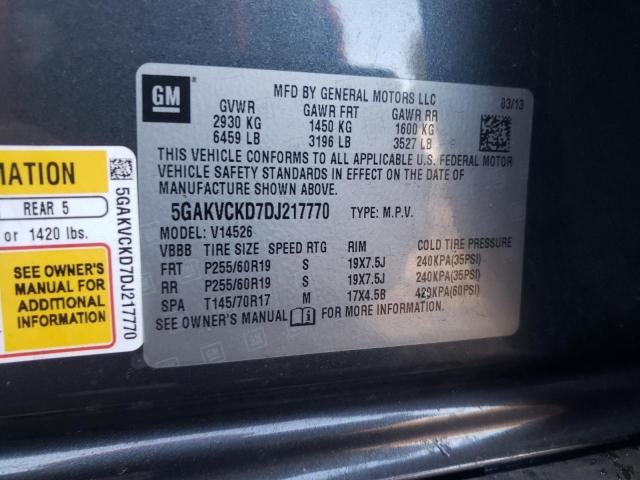 GM
MFD BY GENERAL MOTORS LLC 03/13
GVWR GAWR FRT GAWR RR
2930 KG 1450 KG 1600 KG
6459 LB 3196 LB 3527 LB
THIS VEHICLE CONFORMS TO ALL APPLICABLE U.S. FEDERAL MOTOR
VEHICLE SAFETY STANDARDS IN EFFECT ON THE DATE OF
MANUFACTURE SHOWN ABOVE.
5GAKVCKD7DJ217770 TYPE: M.P.V.
MODEL: V14526
VBBB TIRE SIZE SPEED RTG RIM COLD TIRE PRESSURE
FRT P255/60R19 S 19X7.5J 240KPA(35PSI)
RR P255/60R19 S 19X7.5J 240KPA(35PSI)
SPA T145/70R17 M 17X4.5B 420KPA(60PSI)
SEE OWNER'S MANUAL FOR MORE INFORMATION.
MATION
REAR 5
or 1420 lbs.
SEE OWNER'S
MANUAL FOR
ADDITIONAL
INFORMATION
5GAKVCKD7DJ217770